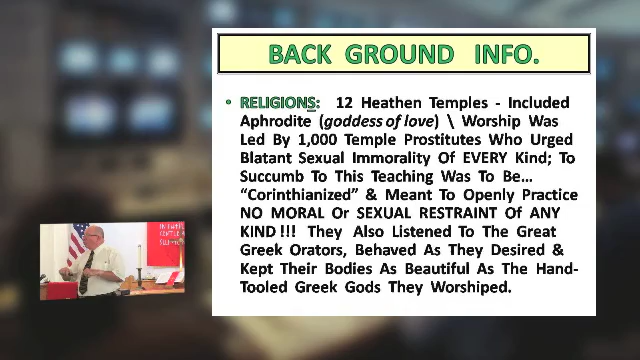 BACK GROUND INFO.
• RELIGIONS: 12 Heathen Temples - Included
Aphrodite (goddess of love) \ Worship Was
Led By 1,000 Temple Prostitutes Who Urged
Blatant Sexual Immorality Of EVERY Kind; To
Succumb To This Teaching Was To Be...
"Corinthianized" & Meant To Openly Practice
NO MORAL Or SEXUAL RESTRAINT Of ANY
KIND !!! They Also Listened To The Great
Greek Orators, Behaved As They Desired &
Kept Their Bodies As Beautiful As The Hand-
Tooled Greek Gods They Worshiped.